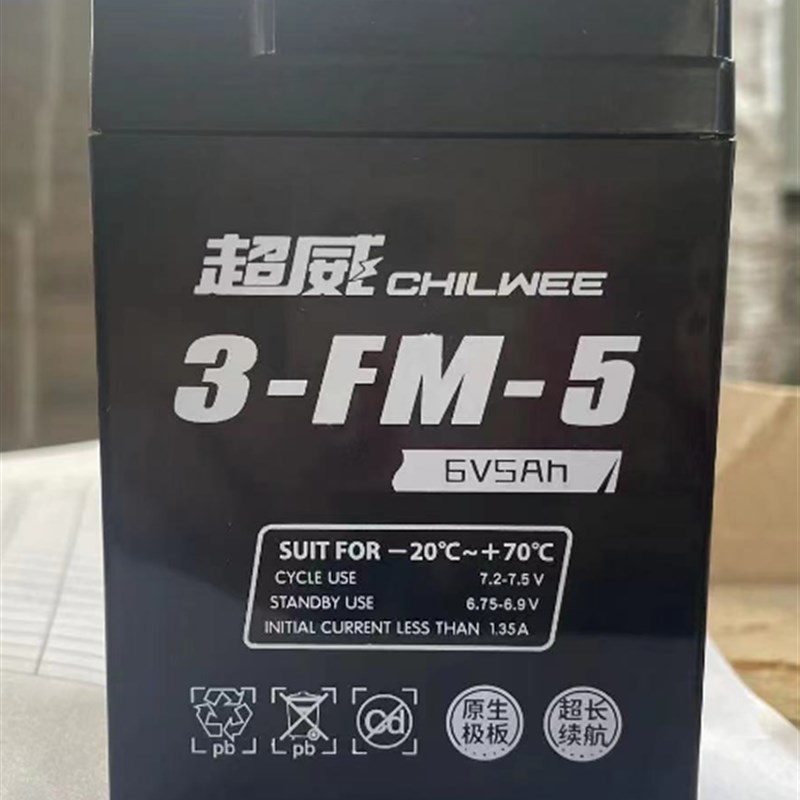 超威 CHILWEE
3-FM-5
6V5Ah
SUIT FOR －20℃~＋70℃
CYCLE USE 7.2-7.5 V
STANDBY USE 6.75-6.9 V
INITIAL CURRENT LESS THAN 1.35 A
pb pb Cd
原生
极板
超长
续航